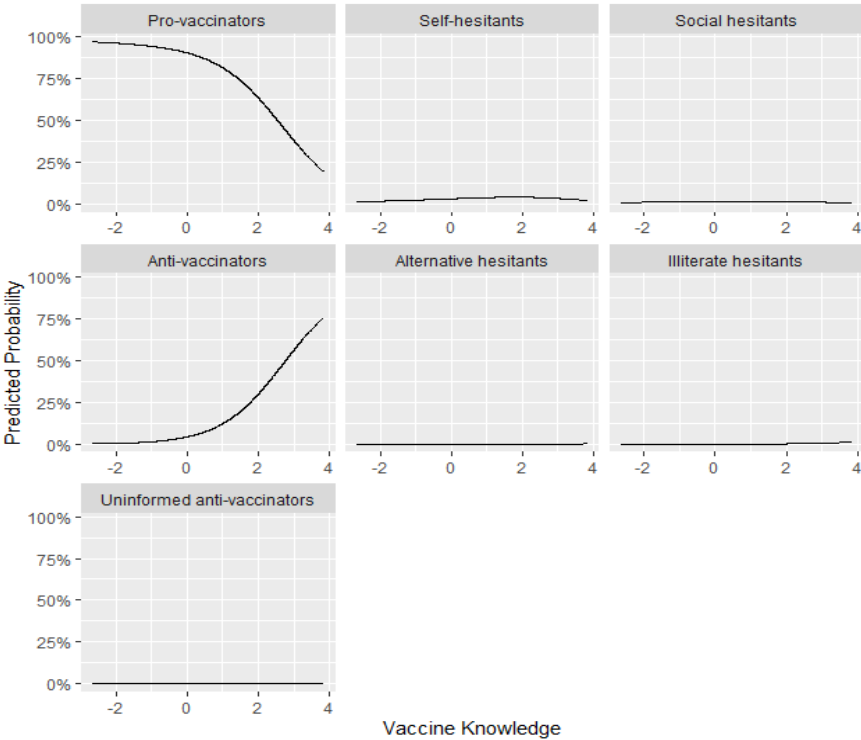 Pro-vaccinators
Self-hesitants
Social hesitants
100%
75%
50%
25%
0%
-2 0 2 4
-2 0 2 4
-2 0 2 4
Anti-vaccinators
Alternative hesitants
Illiterate hesitants
Predicted Probability
100%
75%
50%
25%
0%
-2 0 2 4
-2 0 2 4
-2 0 2 4
Uninformed anti-vaccinators
100%
75%
50%
25%
0%
-2 0 2 4
Vaccine Knowledge